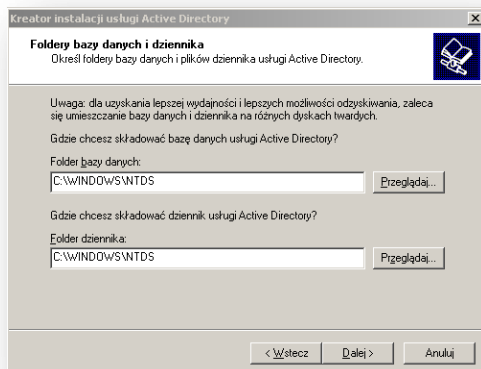 Kreator instalacji usługi Active Directory
Foldery bazy danych i dziennika
Określ foldery bazy danych i plików dziennika usługi Active Directory.
Uwaga: dla uzyskania lepszej wydajności i lepszych możliwości odzyskiwania, zaleca
się umieszczanie bazy danych i dziennika na różnych dyskach twardych.
Gdzie chcesz składować bazę danych usługi Active Directory?
Folder bazy danych:
C:\WINDOWS\NTDS
Przeglądaj...
Gdzie chcesz składować dziennik usługi Active Directory?
Folder dziennika:
C:\WINDOWS\NTDS
Przeglądaj...
< Wstecz
Dalej >
Anuluj